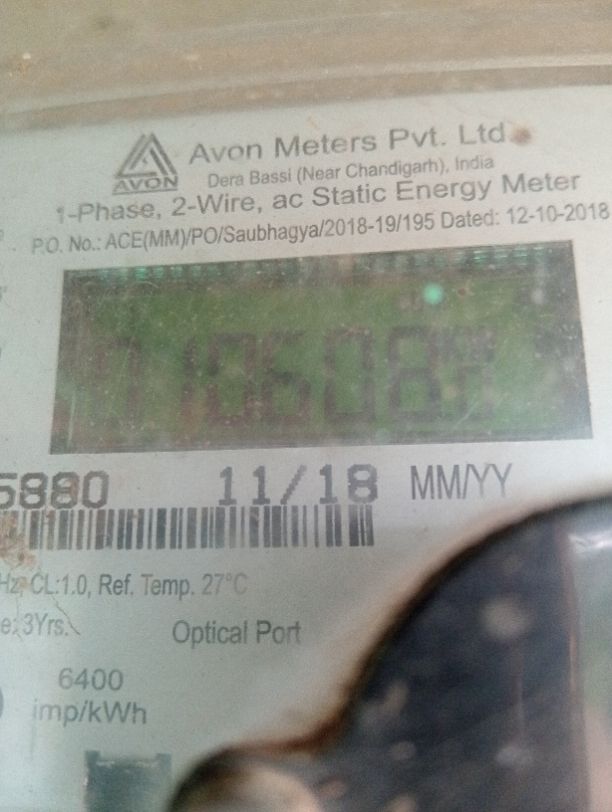 Avon Meters Pvt. Ltd.
AVON
Dera Bassi (Near Chandigarh), India
1-Phase, 2-Wire, ac Static Energy Meter
P.O. No.: ACE(MM)/PO/Saubhagya/2018-19/195 Dated: 12-10-2018
5880 11/18 MM/YY
Hz, CL:1.0, Ref. Temp. 27°C
e: 3Yrs.
Optical Port
6400
imp/kWh